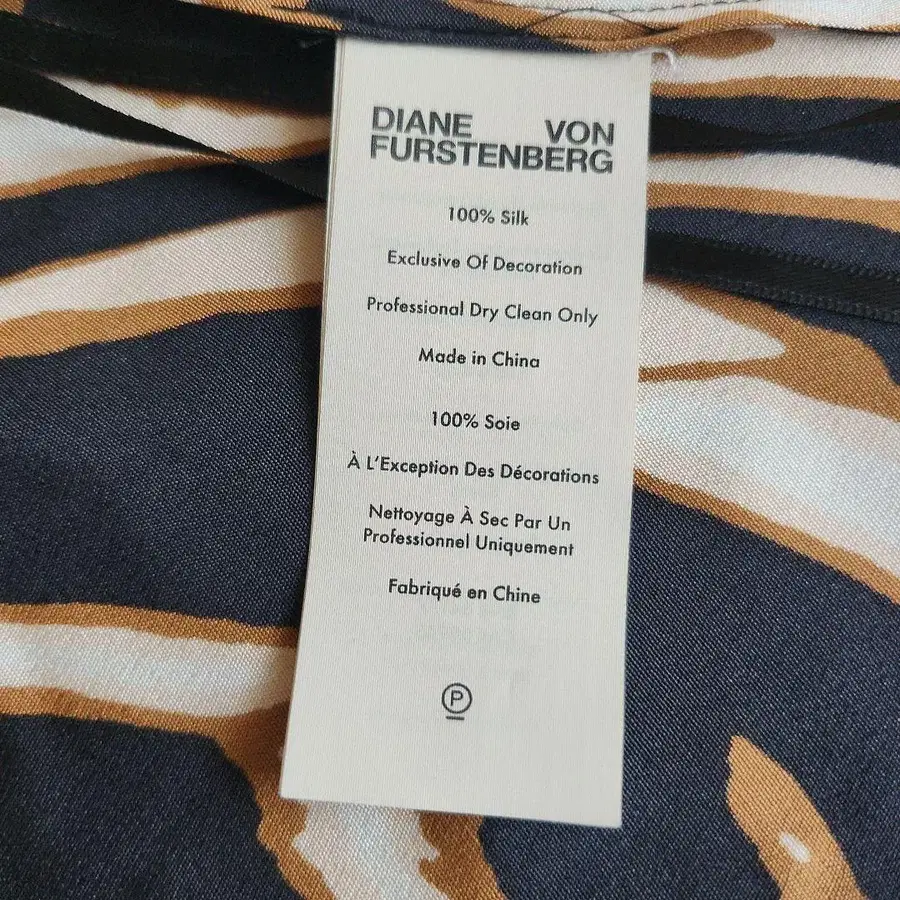 DIANE VON
FURSTENBERG
100% Silk
Exclusive Of Decoration
Professional Dry Clean Only
Made in China
100% Soie
À L'Exception Des Décorations
Nettoyage À Sec Par Un
Professionnel Uniquement
Fabriqué en Chine
P